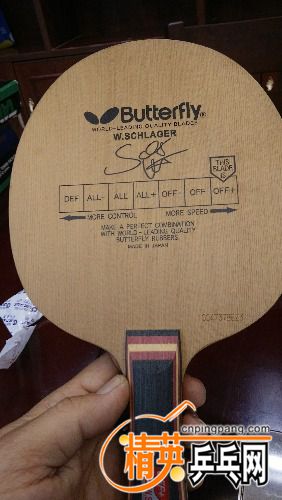 Butterfly®
WORLD-LEADING QUALITY BLADES
W.SCHLAGER
THIS
BLADE
IS
DEF ALL- ALL ALL+ OFF- OFF OFF+
MORE CONTROL MORE SPEED
MAKE A PERFECT COMBINATION
WITH WORLD-LEADING QUALITY
BUTTERFLY RUBBERS.
MADE IN JAPAN
cnpingpang.com
精英乒乓网